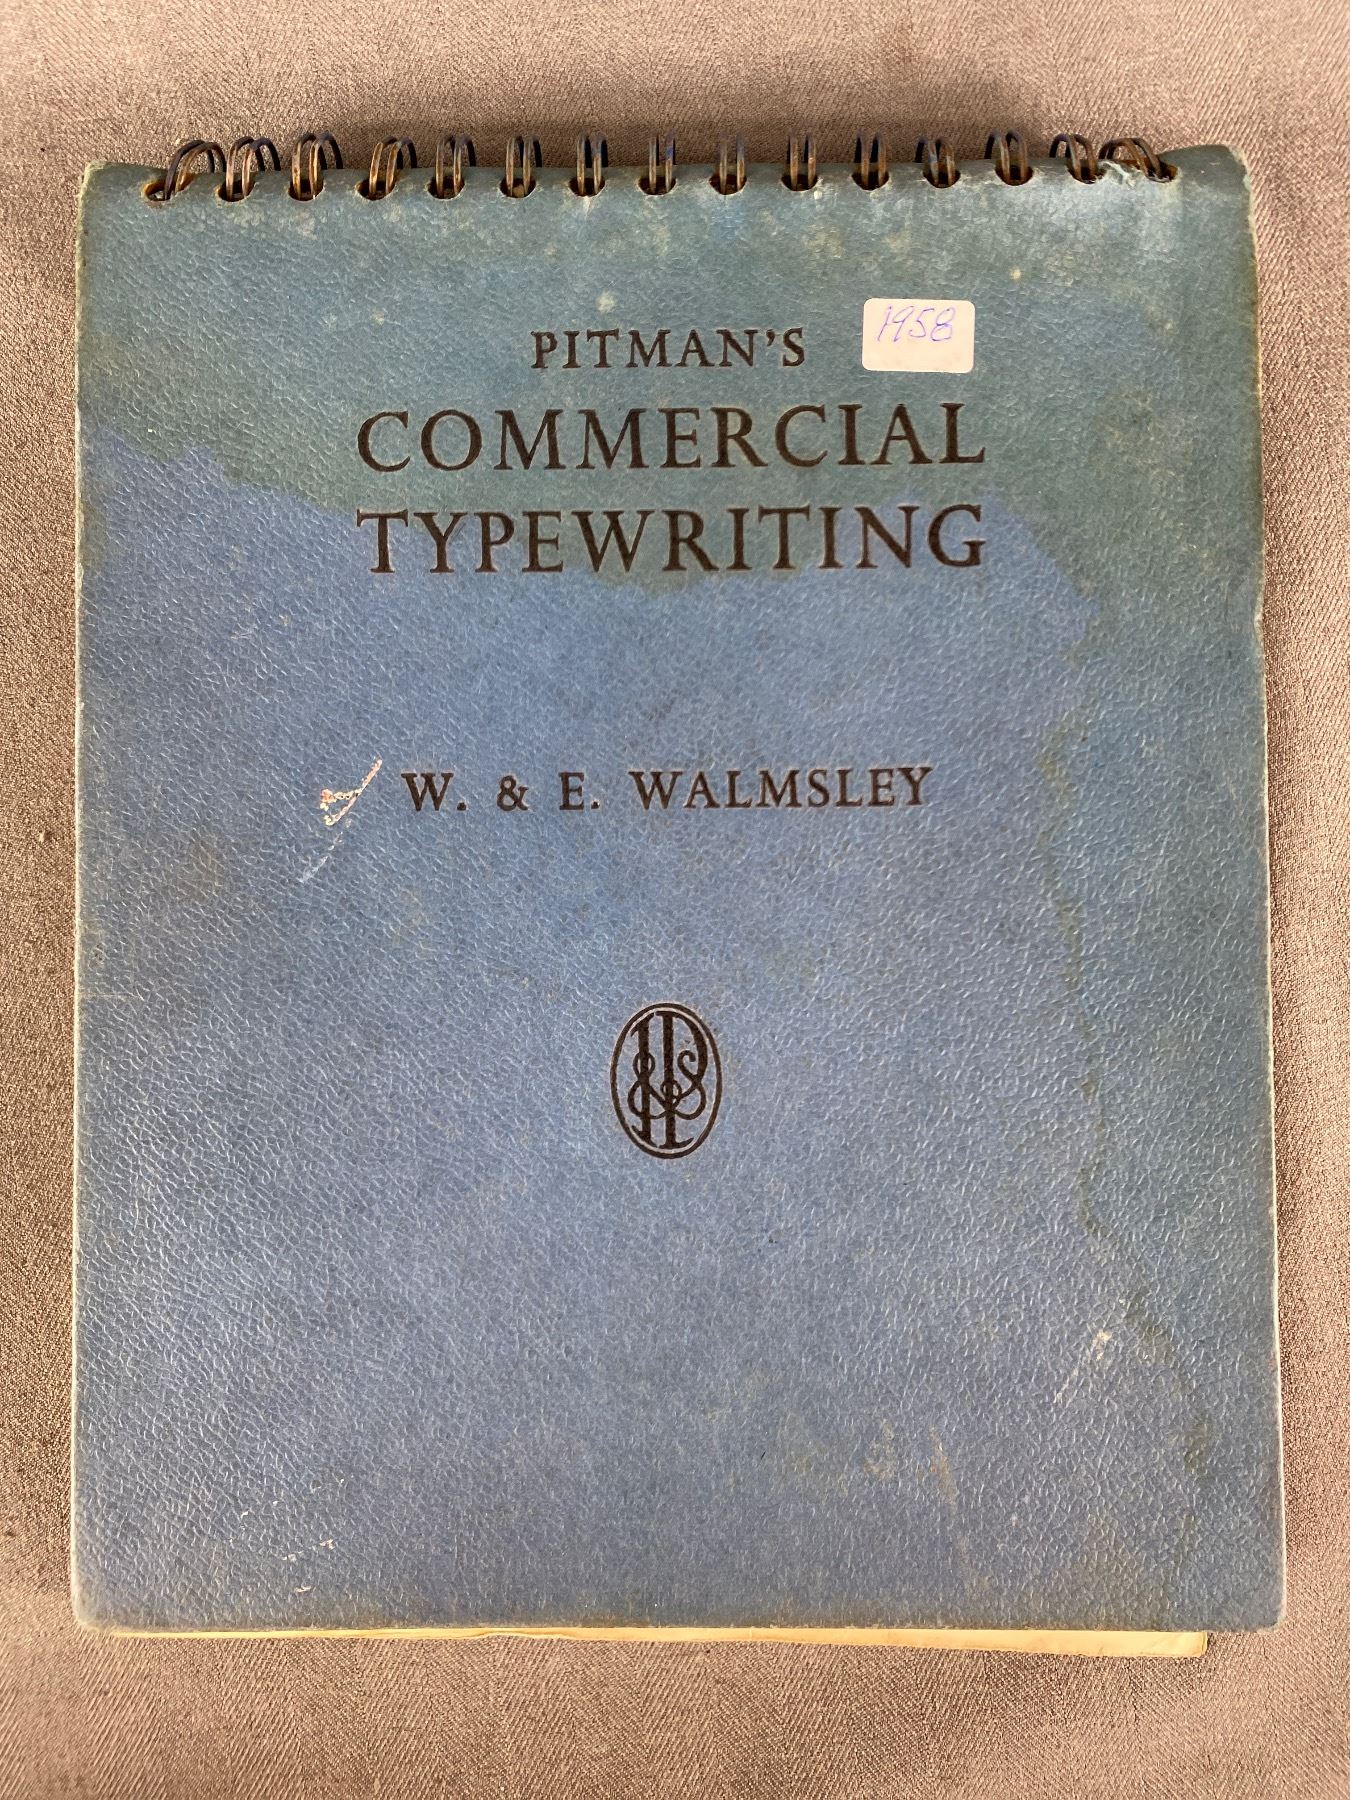 PITMAN'S
1958
COMMERCIAL
TYPEWRITING
W. & E. WALMSLEY